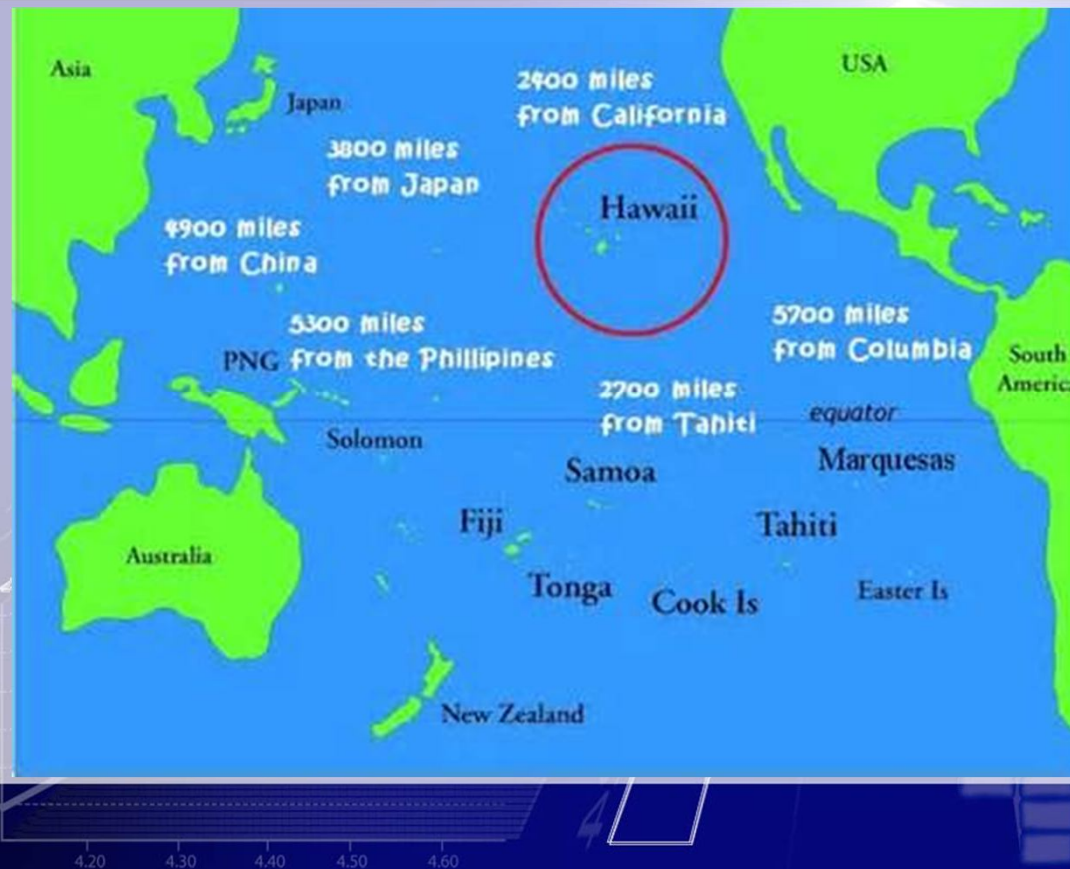 Asia
USA
2400 miles
from California
Japan
3800 miles
from Japan
Hawaii
4900 miles
from China
5300 miles
from the Phillipines
PNG
5700 miles
from Columbia
South
Americ
2700 miles
from Tahiti
equator
Solomon
Marquesas
Samoa
Fiji
Tahiti
Australia
Tonga
Cook Is
Easter Is
New Zealand
4
4.20 4.30 4.40 4.50 4.60